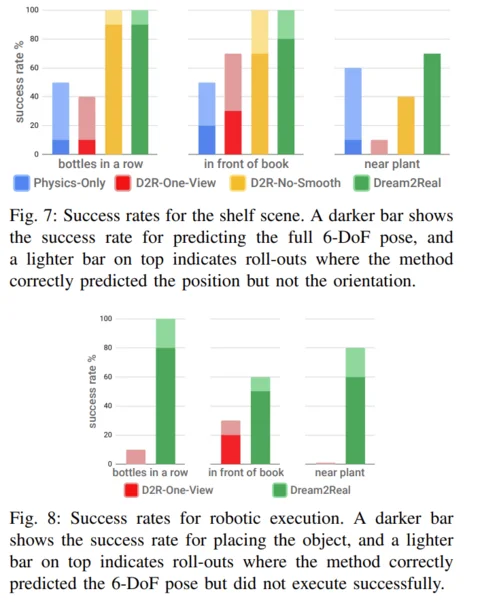 100
80
60
40
20
0
success rate %
bottles in a row
in front of book
near plant
Physics-Only
D2R-One-View
D2R-No-Smooth
Dream2Real
Fig. 7: Success rates for the shelf scene. A darker bar shows
the success rate for predicting the full 6-DoF pose, and
a lighter bar on top indicates roll-outs where the method
correctly predicted the position but not the orientation.
100
80
60
40
20
0
success rate %
bottles in a row
in front of book
near plant
D2R-One-View
Dream2Real
Fig. 8: Success rates for robotic execution. A darker bar
shows the success rate for placing the object, and a lighter
bar on top indicates roll-outs where the method correctly
predicted the 6-DoF pose but did not execute successfully.